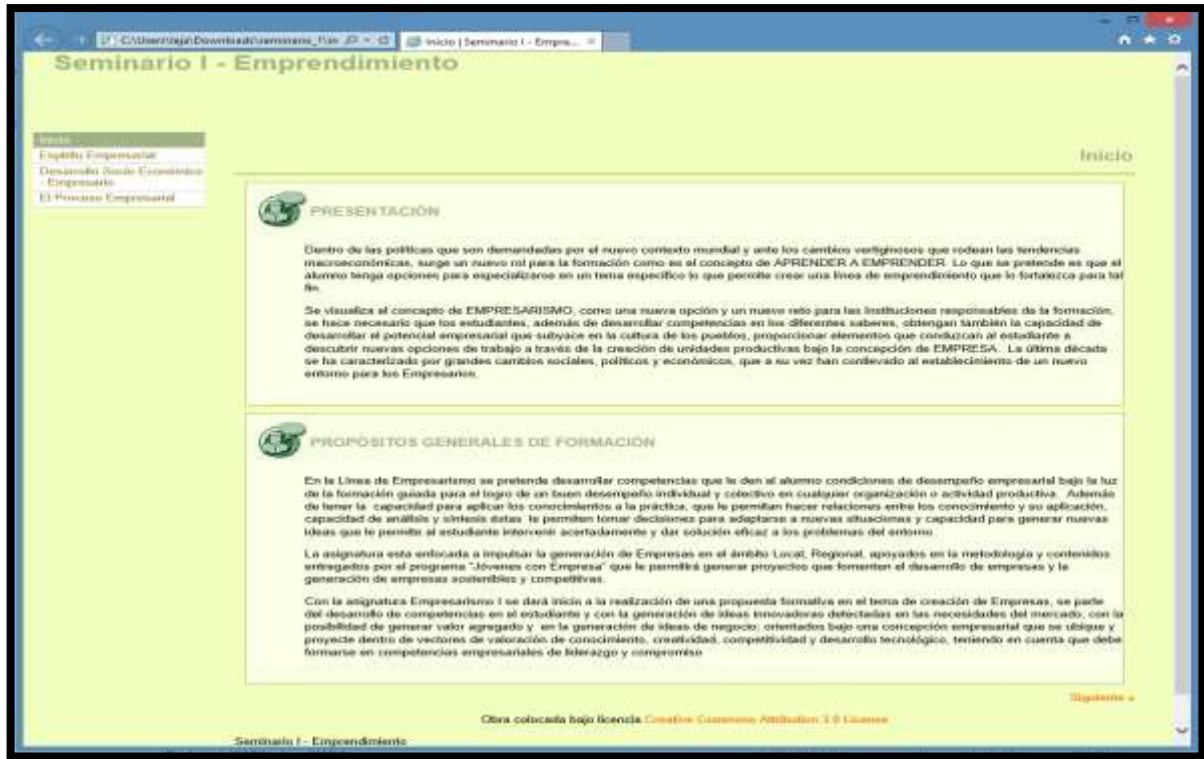 Inicio | Seminario I - Empre...
Seminario I - Emprendimiento
Inicio
Espíritu Empresarial
Desarrollo Socio Económico
- Empresario
El Proceso Empresarial
Inicio
PRESENTACIÓN
Dentro de las políticas que son demandadas por el nuevo contexto mundial y ante los cambios vertiginosos que rodean las tendencias
macroeconómicas, surge un nuevo rol para la formación como es el concepto de APRENDER A EMPRENDER. Lo que se pretende es que el
alumno tenga opciones para especializarse en un tema específico lo que permite crear una línea de emprendimiento que lo fortalezca para tal
fin.
Se visualiza el concepto de EMPRESARISMO, como una nueva opción y un nuevo reto para las Instituciones responsables de la formación,
se hace necesario que los estudiantes, además de desarrollar competencias en los diferentes saberes, obtengan también la capacidad de
desarrollar el potencial empresarial que subyace en la cultura de los pueblos, proporcionar elementos que conduzcan al estudiante a
descubrir nuevas opciones de trabajo a través de la creación de unidades productivas bajo la concepción de EMPRESA. La última década
se ha caracterizada por grandes cambios sociales, políticos y económicos, que a su vez han conllevado al establecimiento de un nuevo
entorno para los Empresarios.
PROPÓSITOS GENERALES DE FORMACIÓN
En la Línea de Empresarismo se pretende desarrollar competencias que le den al alumno condiciones de desempeño empresarial bajo la luz
de la formación guiada para el logro de un buen desempeño individual y colectivo en cualquier organización o actividad productiva. Además
de tener la capacidad para aplicar los conocimientos a la práctica, que le permitan hacer relaciones entre los conocimiento y su aplicación,
capacidad de análisis y síntesis éstas le permiten tomar decisiones para adaptarse a nuevas situaciones y capacidad para generar nuevas
ideas que le permite al estudiante intervenir acertadamente y dar solución eficaz a los problemas del entorno.
La asignatura esta enfocada a impulsar la generación de Empresas en el ámbito Local, Regional, apoyados en la metodología y contenidos
entregados por el programa "Jóvenes con Empresa" que le permitirá generar proyectos que fomenten el desarrollo de empresas y la
generación de empresas sostenibles y competitivas.
Con la asignatura Empresarismo I se dará inicio a la realización de una propuesta formativa en el tema de creación de Empresas, se parte
del desarrollo de competencias en el estudiante y con la generación de ideas innovadoras detectadas en las necesidades del mercado, con la
posibilidad de generar valor agregado y en la generación de ideas de negocio; orientados bajo una concepción empresarial que se ubique y
proyecte dentro de vectores de valoración de conocimiento, creatividad, competitividad y desarrollo tecnológico, teniendo en cuenta que debe
formarse en competencias empresariales de liderazgo y compromiso
Siguiente »
Obra colocada bajo licencia Creative Commons Attribution 3.0 License
Seminario I - Emprendimiento